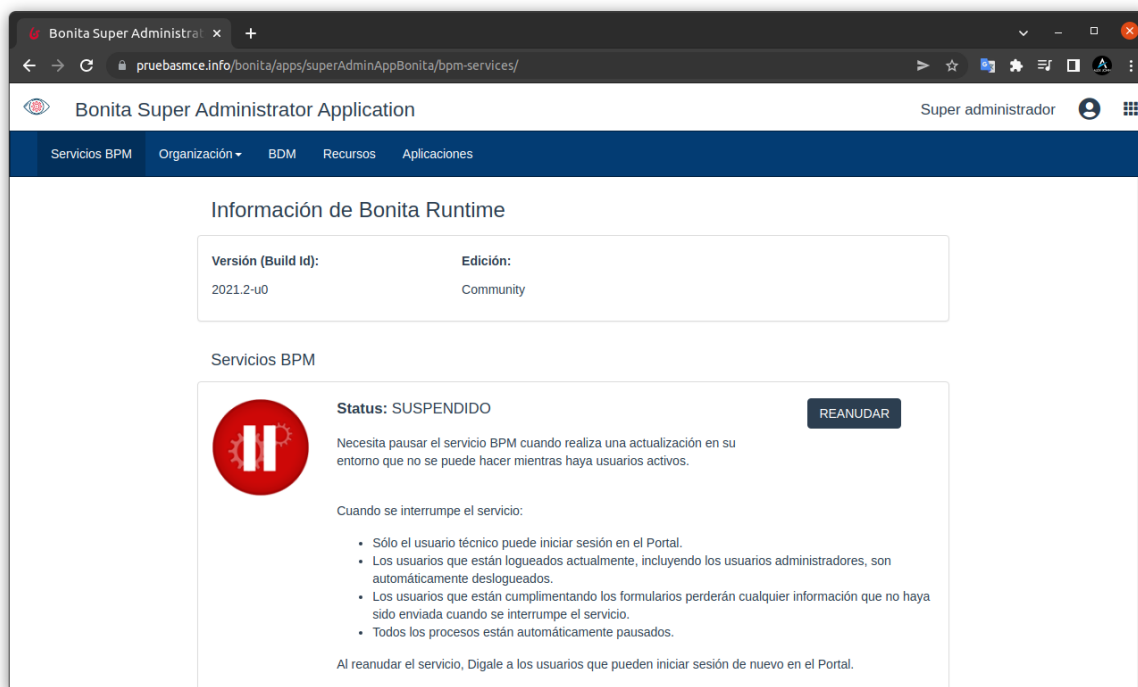 Bonita Super Administrat
pruebasmce.info/bonita/apps/superAdminAppBonita/bpm-services/
Bonita Super Administrator Application
Super administrador
Servicios BPM
Organización
BDM
Recursos
Aplicaciones
Información de Bonita Runtime
Versión (Build Id):
Edición:
2021.2-u0
Community
Servicios BPM
Status: SUSPENDIDO
REANUDAR
Necesita pausar el servicio BPM cuando realiza una actualización en su
entorno que no se puede hacer mientras haya usuarios activos.
Cuando se interrumpe el servicio:
• Sólo el usuario técnico puede iniciar sesión en el Portal.
• Los usuarios que están logueados actualmente, incluyendo los usuarios administradores, son
automáticamente deslogueados.
• Los usuarios que están cumplimentando los formularios perderán cualquier información que no haya
sido enviada cuando se interrumpe el servicio.
• Todos los procesos están automáticamente pausados.
Al reanudar el servicio, Digale a los usuarios que pueden iniciar sesión de nuevo en el Portal.